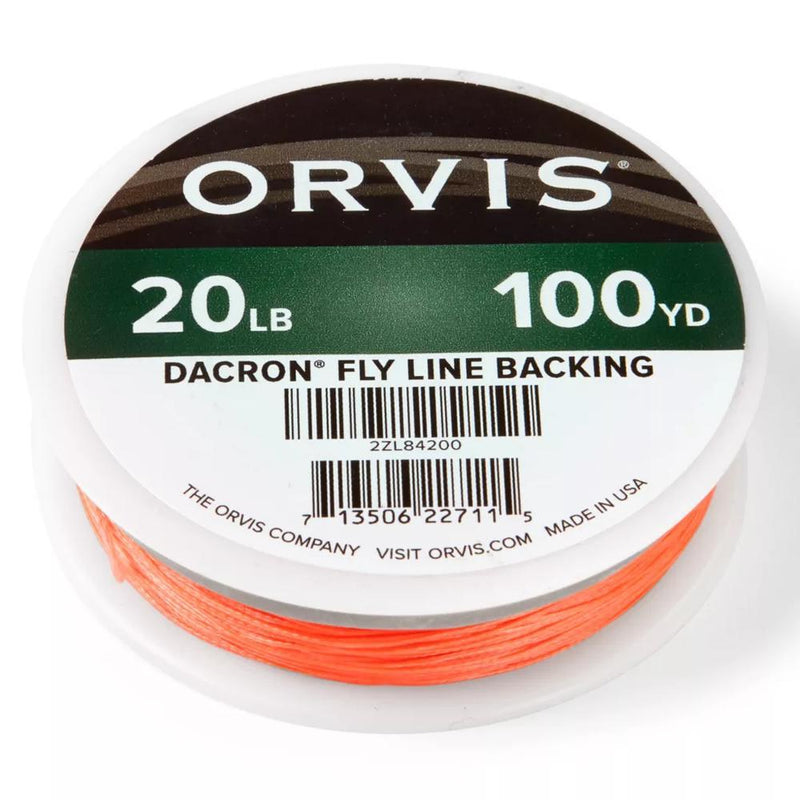 ORVIS®
20LB 100YD
DACRON® FLY LINE BACKING
2ZL84200
7 13506 22711 5
THE ORVIS COMPANY VISIT ORVIS.COM MADE IN USA